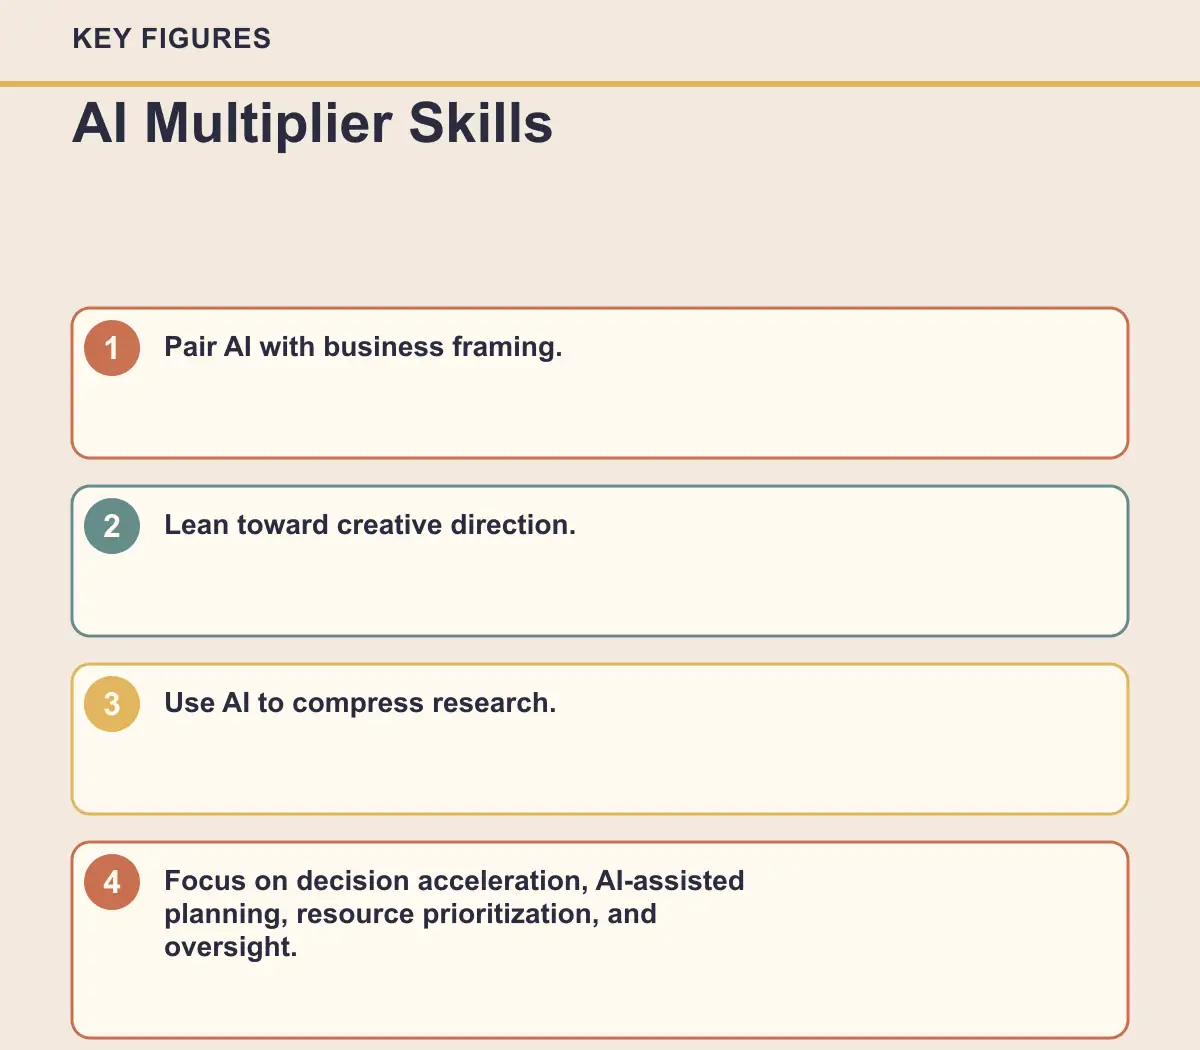 KEY FIGURES
AI Multiplier Skills
1
Pair AI with business framing.
2
Lean toward creative direction.
3
Use AI to compress research.
4
Focus on decision acceleration, AI-assisted
planning, resource prioritization, and
oversight.